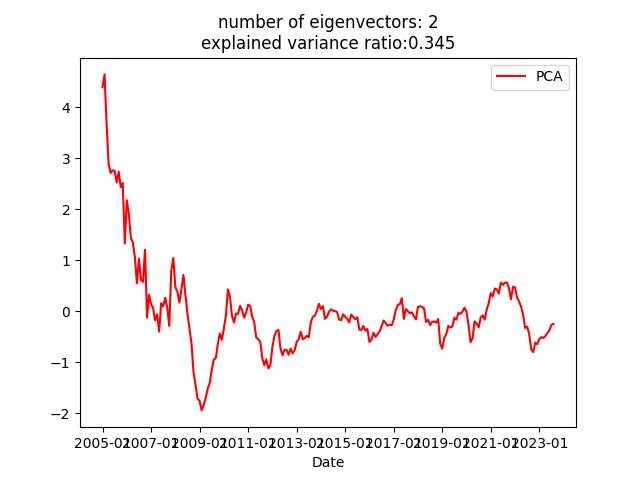 number of eigenvectors: 2
explained variance ratio:0.345
PCA
4
3
2
1
0
−1
−2
2005-01 2007-01 2009-01 2011-01 2013-01 2015-01 2017-01 2019-01 2021-01 2023-01
Date